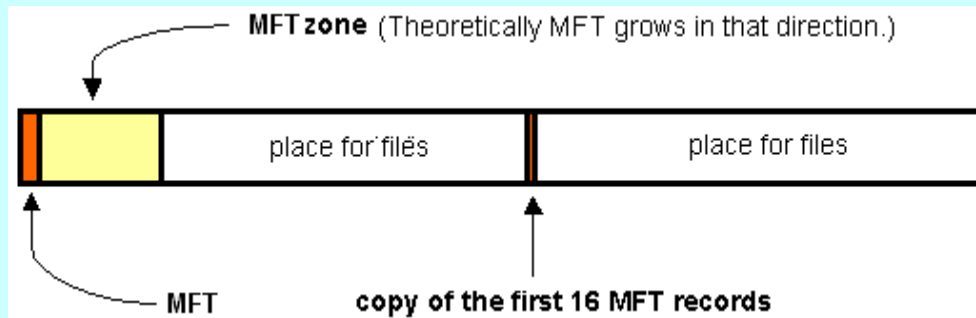 MFT zone (Theoretically MFT grows in that direction.)
place for files
place for files
MFT
copy of the first 16 MFT records